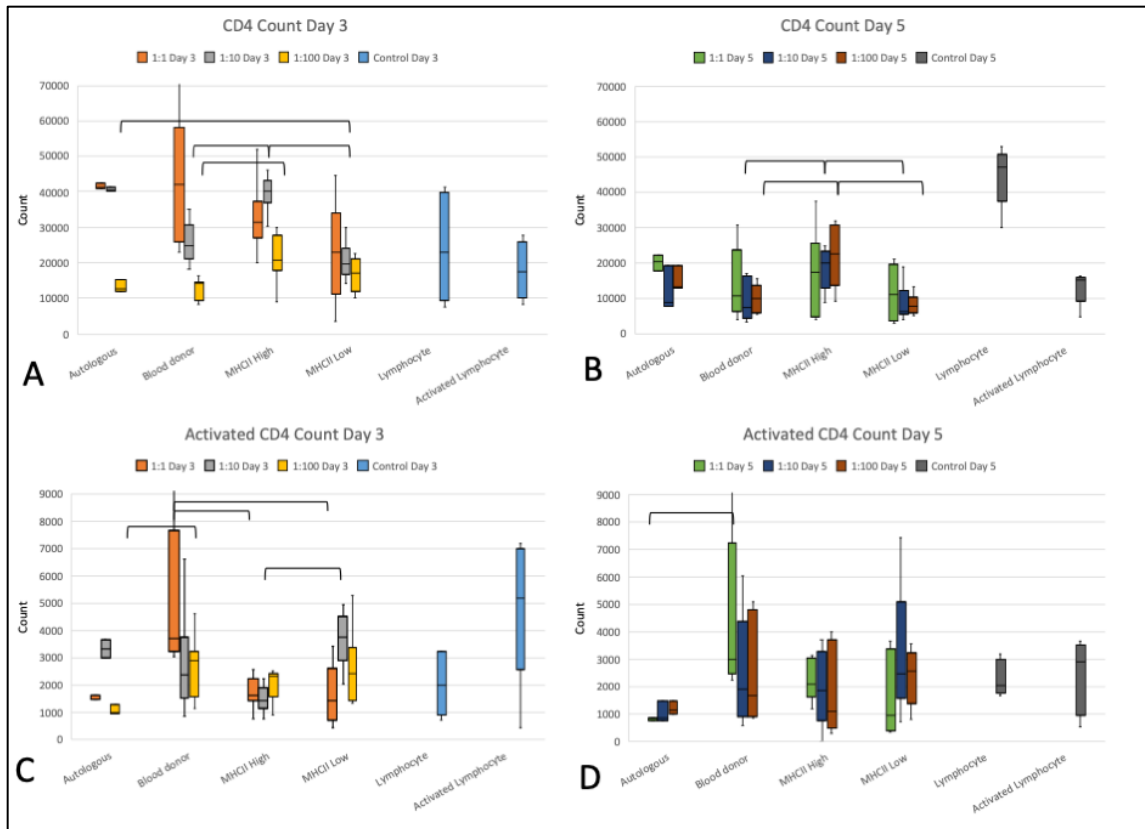 CD4 Count Day 3
1:1 Day 3 1:10 Day 3 1:100 Day 3 Control Day 3
70000
60000
50000
40000
30000
20000
10000
0
Count
Autologous
Blood donor
MHCII High
MHCII Low
Lymphocyte
Activated Lymphocyte
A
CD4 Count Day 5
1:1 Day 5 1:10 Day 5 1:100 Day 5 Control Day 5
70000
60000
50000
40000
30000
20000
10000
0
Count
Autologous
Blood donor
MHCII High
MHCII Low
Lymphocyte
Activated Lymphocyte
B
Activated CD4 Count Day 3
1:1 Day 3 1:10 Day 3 1:100 Day 3 Control Day 3
9000
8000
7000
6000
5000
4000
3000
2000
1000
0
Count
Autologous
Blood donor
MHCII High
MHCII Low
Lymphocyte
Activated Lymphocyte
C
Activated CD4 Count Day 5
1:1 Day 5 1:10 Day 5 1:100 Day 5 Control Day 5
9000
8000
7000
6000
5000
4000
3000
2000
1000
0
Count
Autologous
Blood donor
MHCII High
MHCII Low
Lymphocyte
Activated Lymphocyte
D